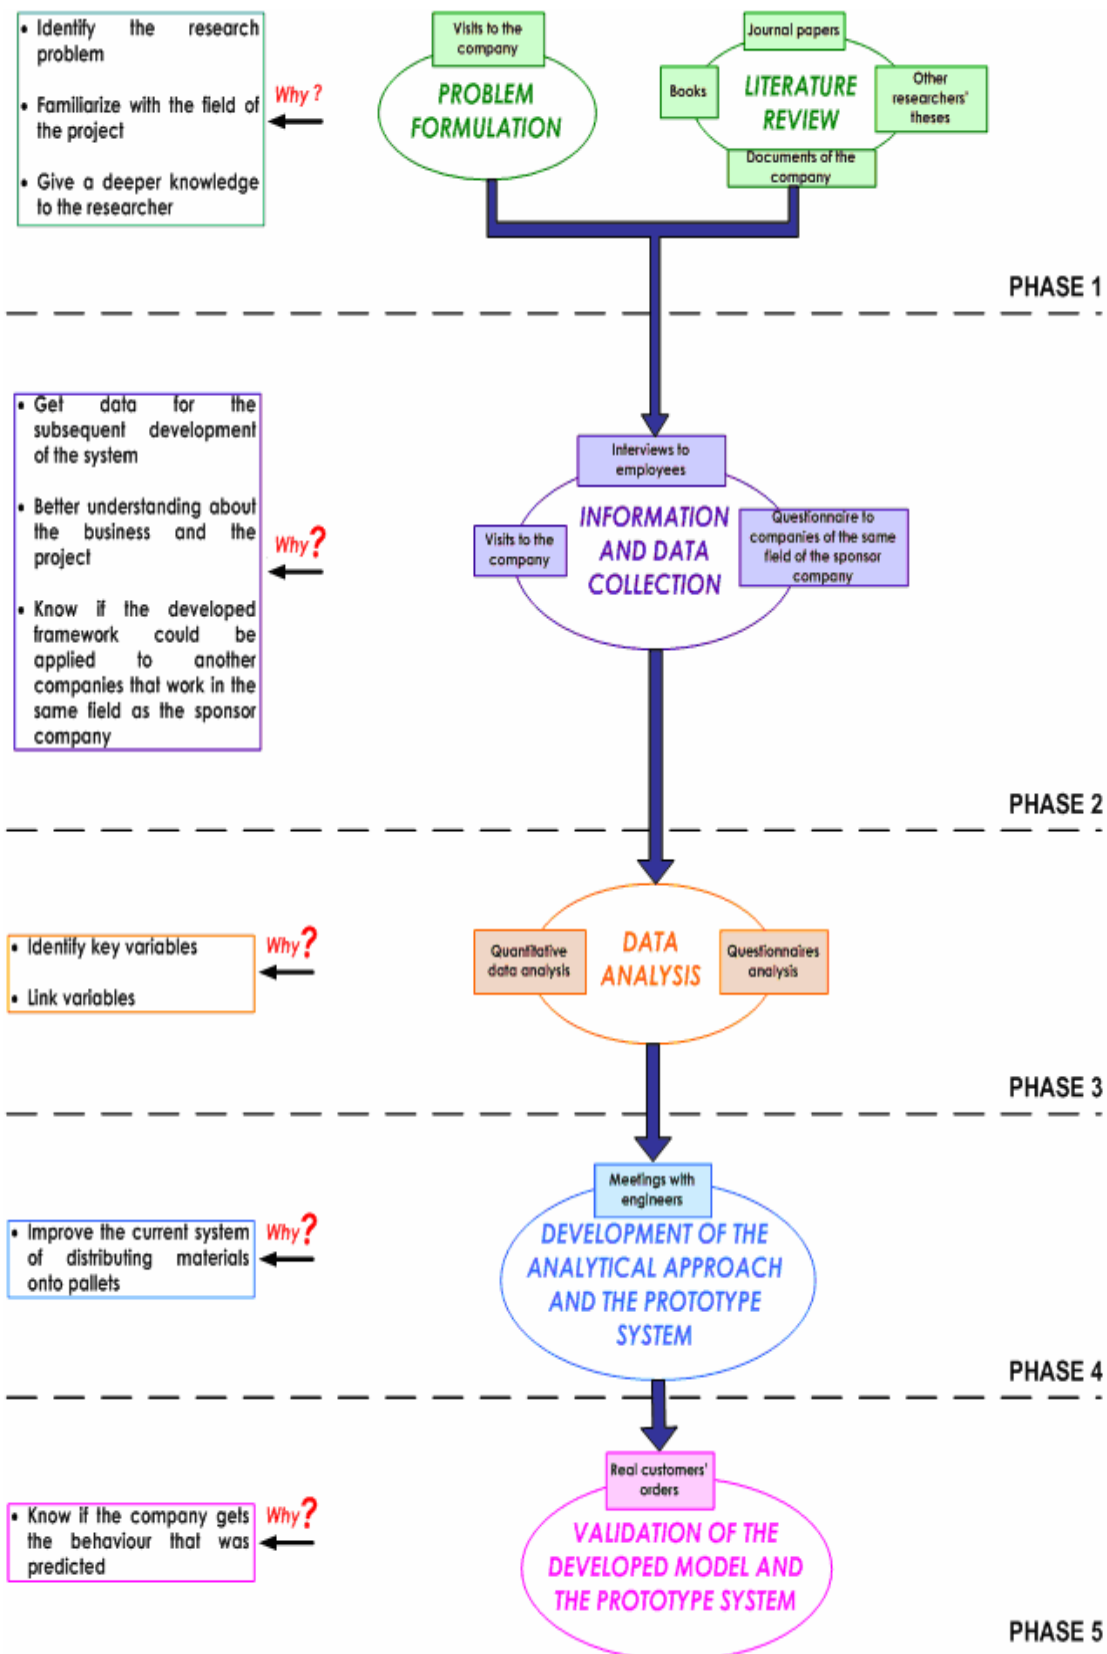 • Identify the research
problem
• Familiarize with the field of
the project
• Give a deeper knowledge
to the researcher
Why ?
Visits to the
company
PROBLEM
FORMULATION
Journal papers
Books
LITERATURE
REVIEW
Other
researchers'
theses
Documents of the
company
PHASE 1
• Get data for the
subsequent development
of the system
• Better understanding about
the business and the
project
• Know if the developed
framework could be
applied to another
companies that work in the
same field as the sponsor
company
Why?
Interviews to
employees
Visits to the
company
INFORMATION
AND DATA
COLLECTION
Questionnaire to
companies of the same
field of the sponsor
company
PHASE 2
• Identify key variables
• Link variables
Why?
Quantitative
data analysis
DATA
ANALYSIS
Questionnaires
analysis
PHASE 3
• Improve the current system
of distributing materials
onto pallets
Why?
Meetings with
engineers
DEVELOPMENT OF THE
ANALYTICAL APPROACH
AND THE PROTOTYPE
SYSTEM
PHASE 4
• Know if the company gets
the behaviour that was
predicted
Why?
Real customers'
orders
VALIDATION OF THE
DEVELOPED MODEL AND
THE PROTOTYPE SYSTEM
PHASE 5